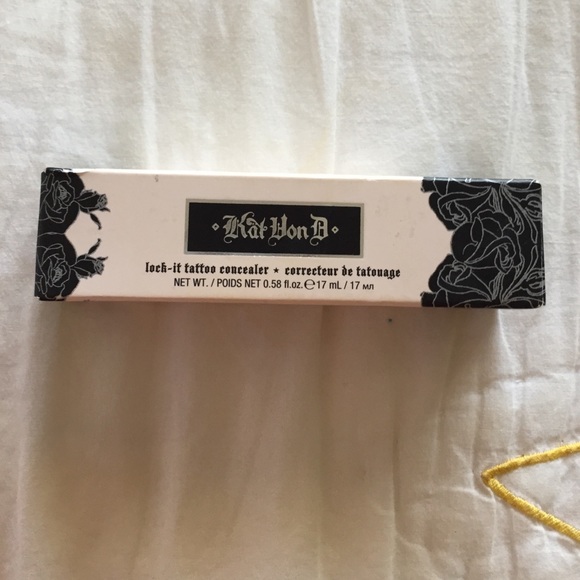 Kat Von D
lock-it tattoo concealer ★ correcteur de tatouage
NET WT. / POIDS NET 0.58 fl.oz. ℮ 17 mL / 17 мл